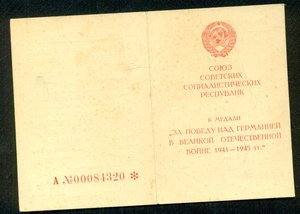 СОЮЗ
СОВЕТСКИХ
СОЦИАЛИСТИЧЕСКИХ
РЕСПУБЛИК
К МЕДАЛИ
"ЗА ПОБЕДУ НАД ГЕРМАНИЕЙ
В ВЕЛИКОЙ ОТЕЧЕСТВЕННОЙ
ВОЙНЕ 1941—1945 гг."
А №00084320 *